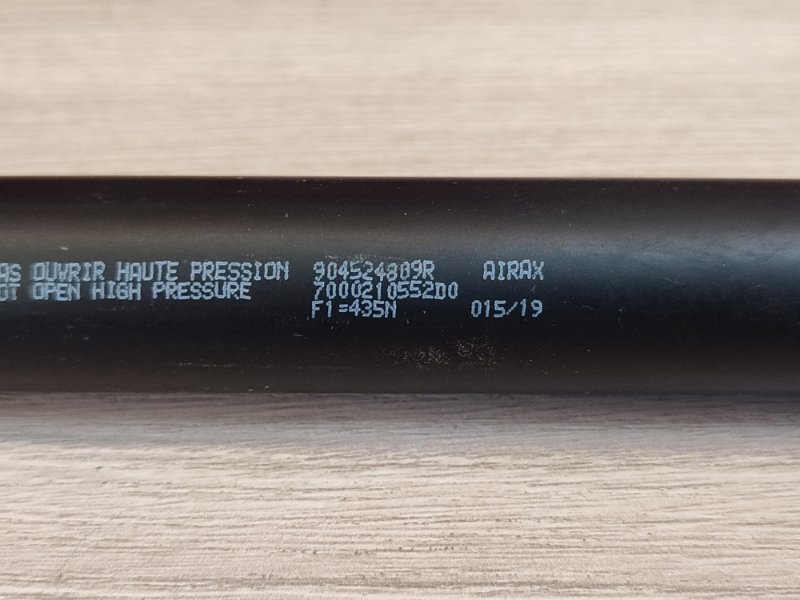 AS OUVRIR HAUTE PRESSION 904524809R AIRAX
OT OPEN HIGH PRESSURE 7000210552D0
F1=435N 015/19